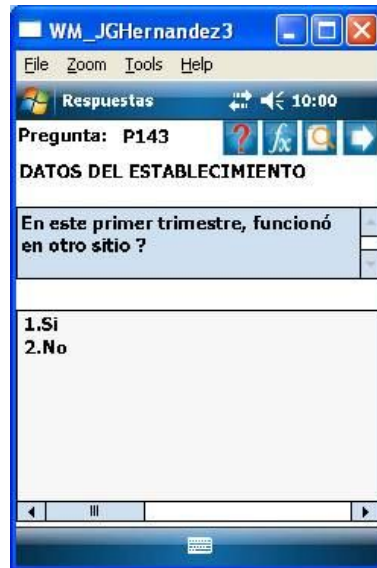 WM_JGHernandez3
File Zoom Tools Help
Respuestas 10:00
Pregunta: P143 ? fx
DATOS DEL ESTABLECIMIENTO
En este primer trimestre, funcionó
en otro sitio ?
1.Si
2.No